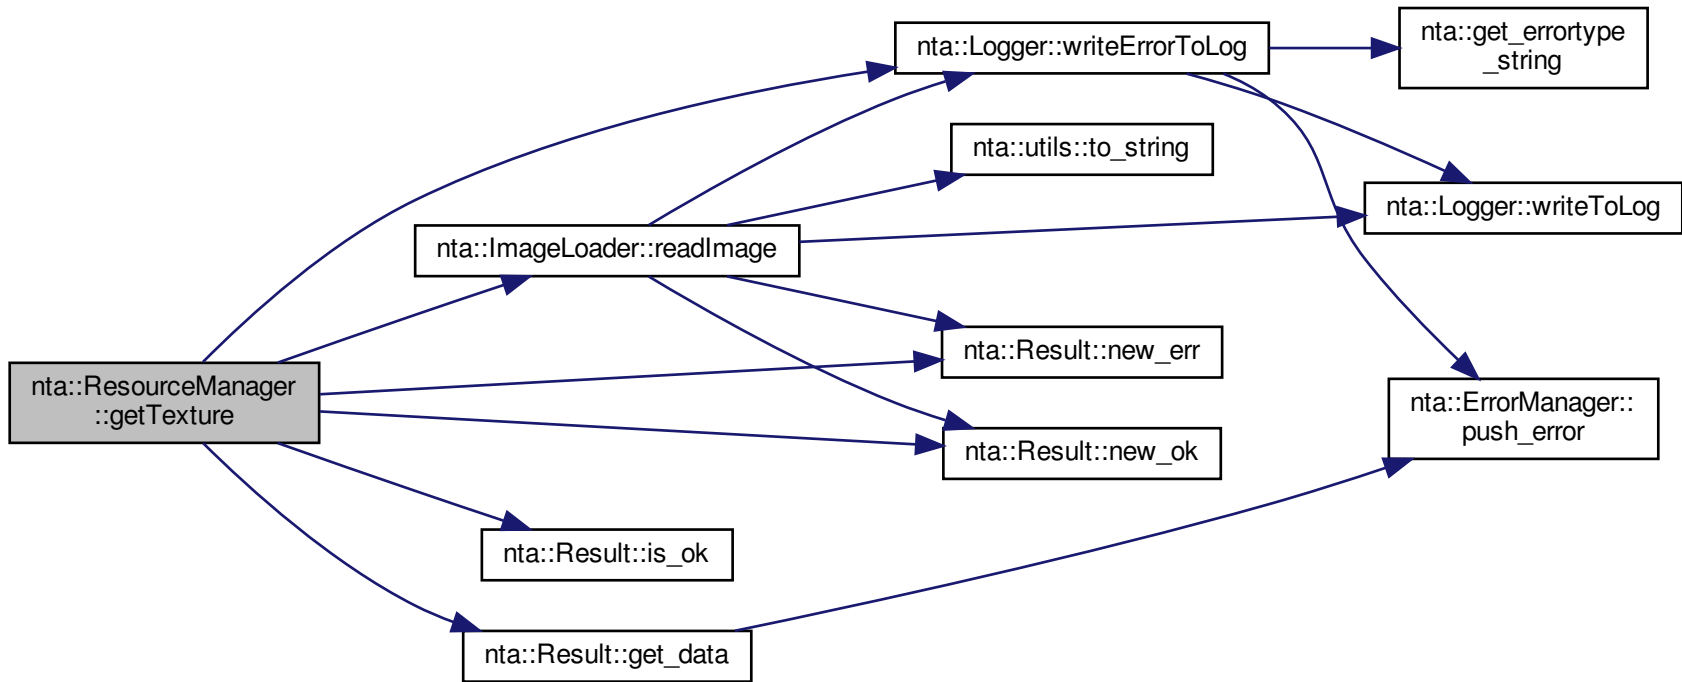 nta::Logger::writeErrorToLog
nta::get_errortype
_string
nta::utils::to_string
nta::Logger::writeToLog
nta::ImageLoader::readImage
nta::Result::new_err
nta::ResourceManager
::getTexture
nta::ErrorManager::
push_error
nta::Result::new_ok
nta::Result::is_ok
nta::Result::get_data